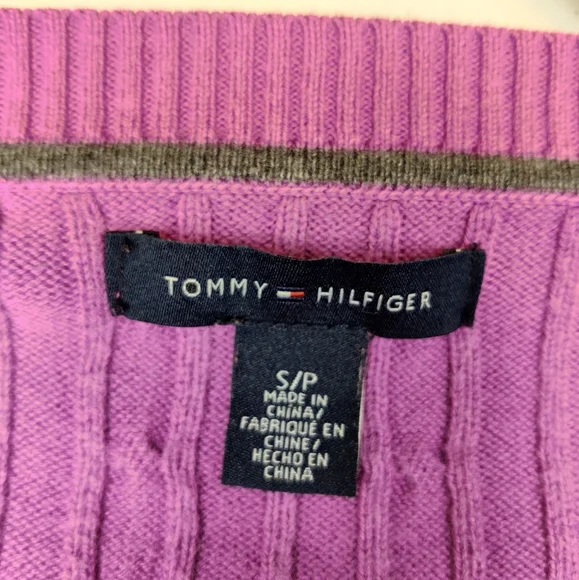 TOMMY HILFIGER
S/P
MADE IN
CHINA/
FABRIQUÉ EN
CHINE/
HECHO EN
CHINA